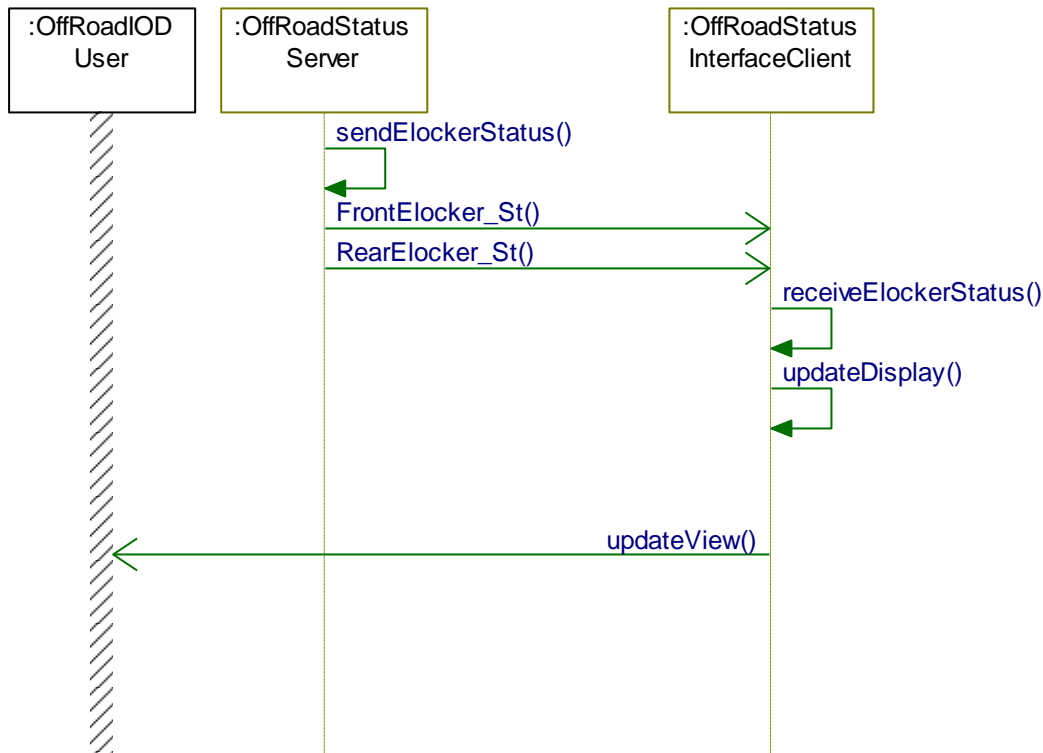 :OffRoadIOD
User
:OffRoadStatus
Server
:OffRoadStatus
InterfaceClient
sendElockerStatus()
FrontElocker_St()
RearElocker_St()
receiveElockerStatus()
updateDisplay()
updateView()